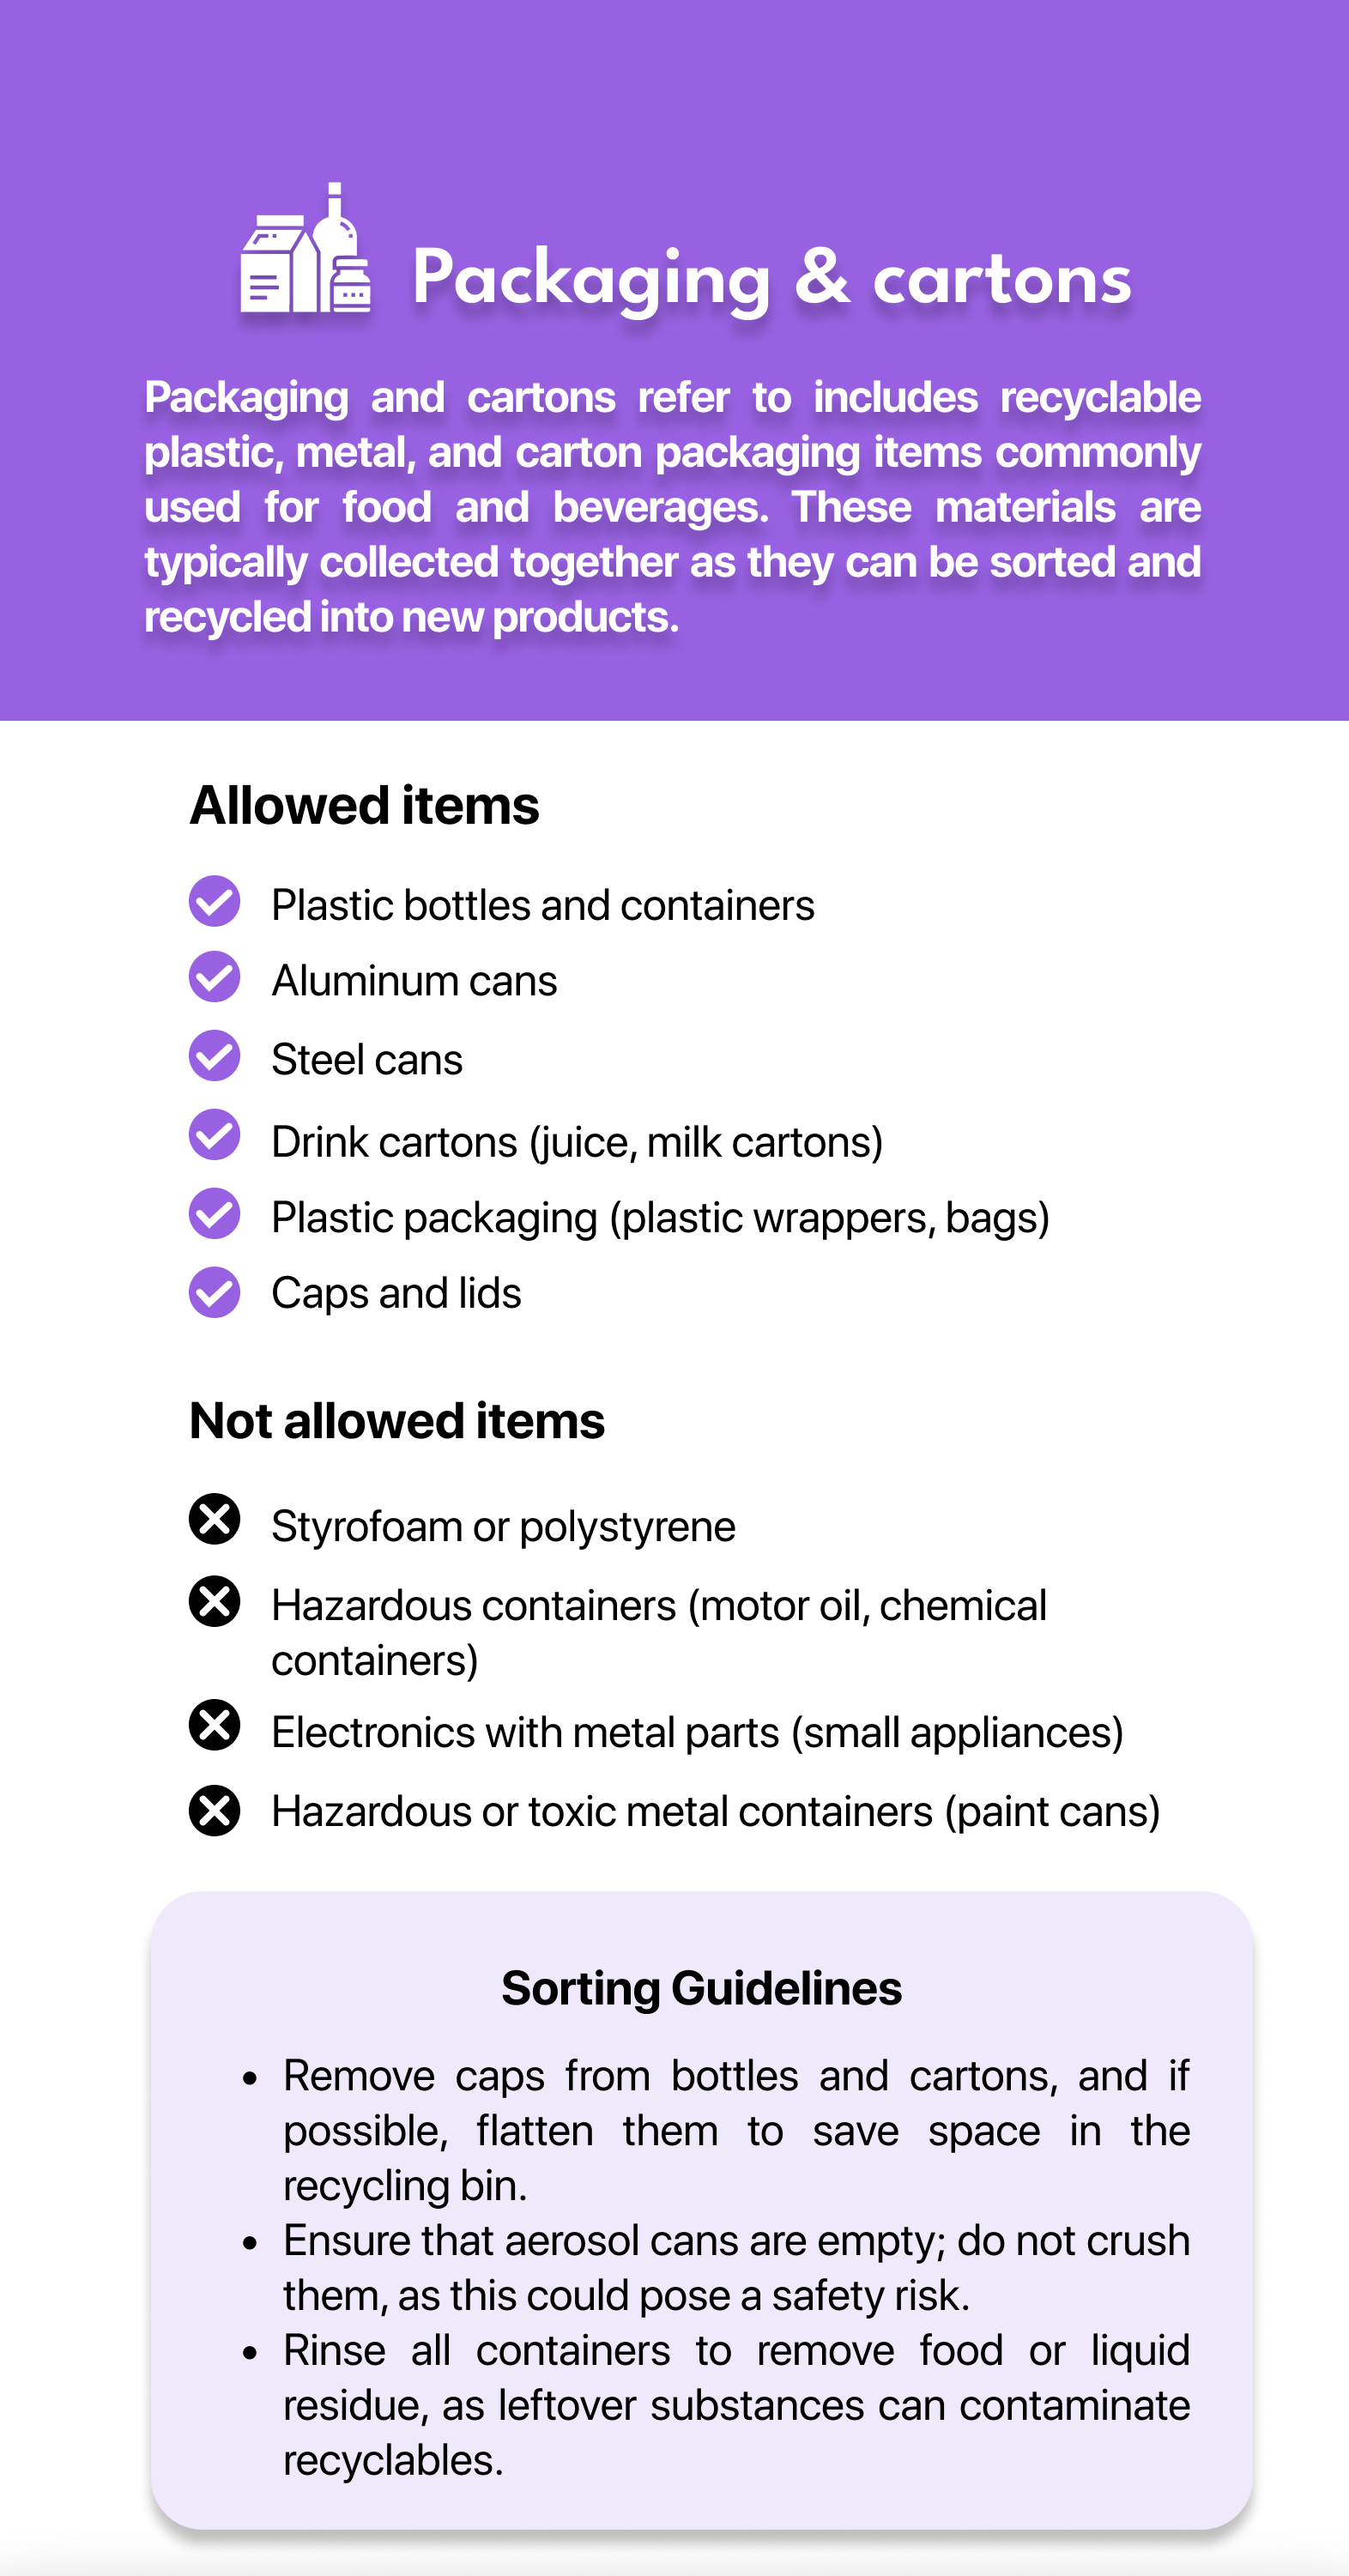 Packaging & cartons
Packaging and cartons refer to includes recyclable
plastic, metal, and carton packaging items commonly
used for food and beverages. These materials are
typically collected together as they can be sorted and
recycled into new products.
Allowed items
Plastic bottles and containers
Aluminum cans
Steel cans
Drink cartons (juice, milk cartons)
Plastic packaging (plastic wrappers, bags)
Caps and lids
Not allowed items
Styrofoam or polystyrene
Hazardous containers (motor oil, chemical
containers)
Electronics with metal parts (small appliances)
Hazardous or toxic metal containers (paint cans)
Sorting Guidelines
• Remove caps from bottles and cartons, and if
possible, flatten them to save space in the
recycling bin.
• Ensure that aerosol cans are empty; do not crush
them, as this could pose a safety risk.
• Rinse all containers to remove food or liquid
residue, as leftover substances can contaminate
recyclables.